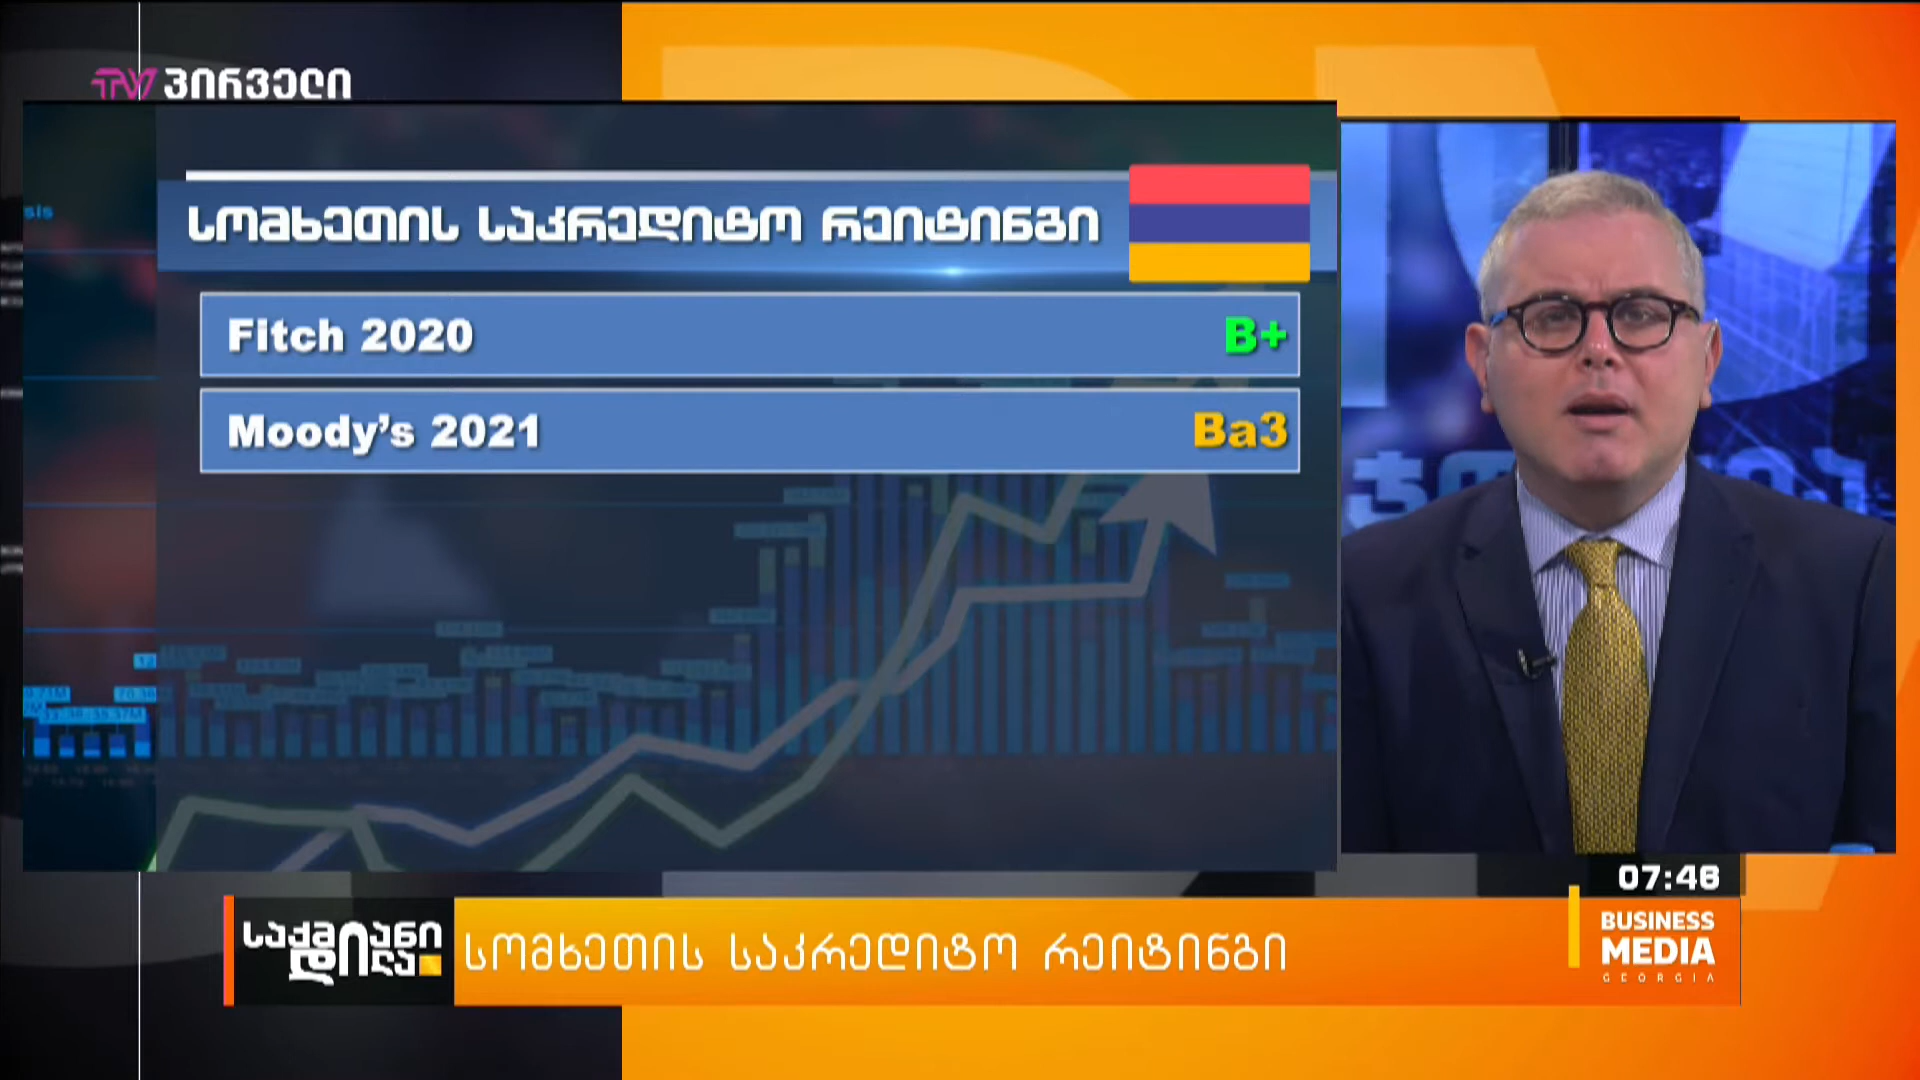 TV პირველი
სომხეთის საკრედიტო რეიტინგი
Fitch 2020 B+
Moody's 2021 Ba3
07:48
საქმიანი
დილა
სომხეთის საკრედიტო რეიტინგი
BUSINESS
MEDIA
GEORGIA